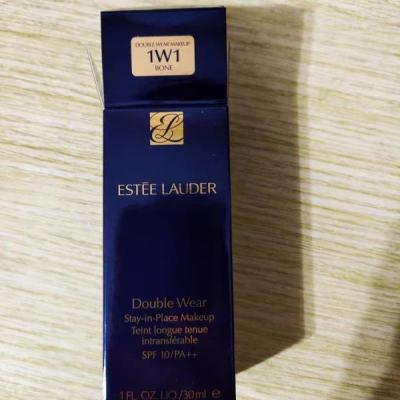 DOUBLE WEAR MAKEUP
1W1
BONE
EL
ESTĒE LAUDER
Double Wear
Stay-in-Place Makeup
Teint longue tenue
intransférable
SPF 10/PA++
1 FL. OZ. LIQ./30 ml e